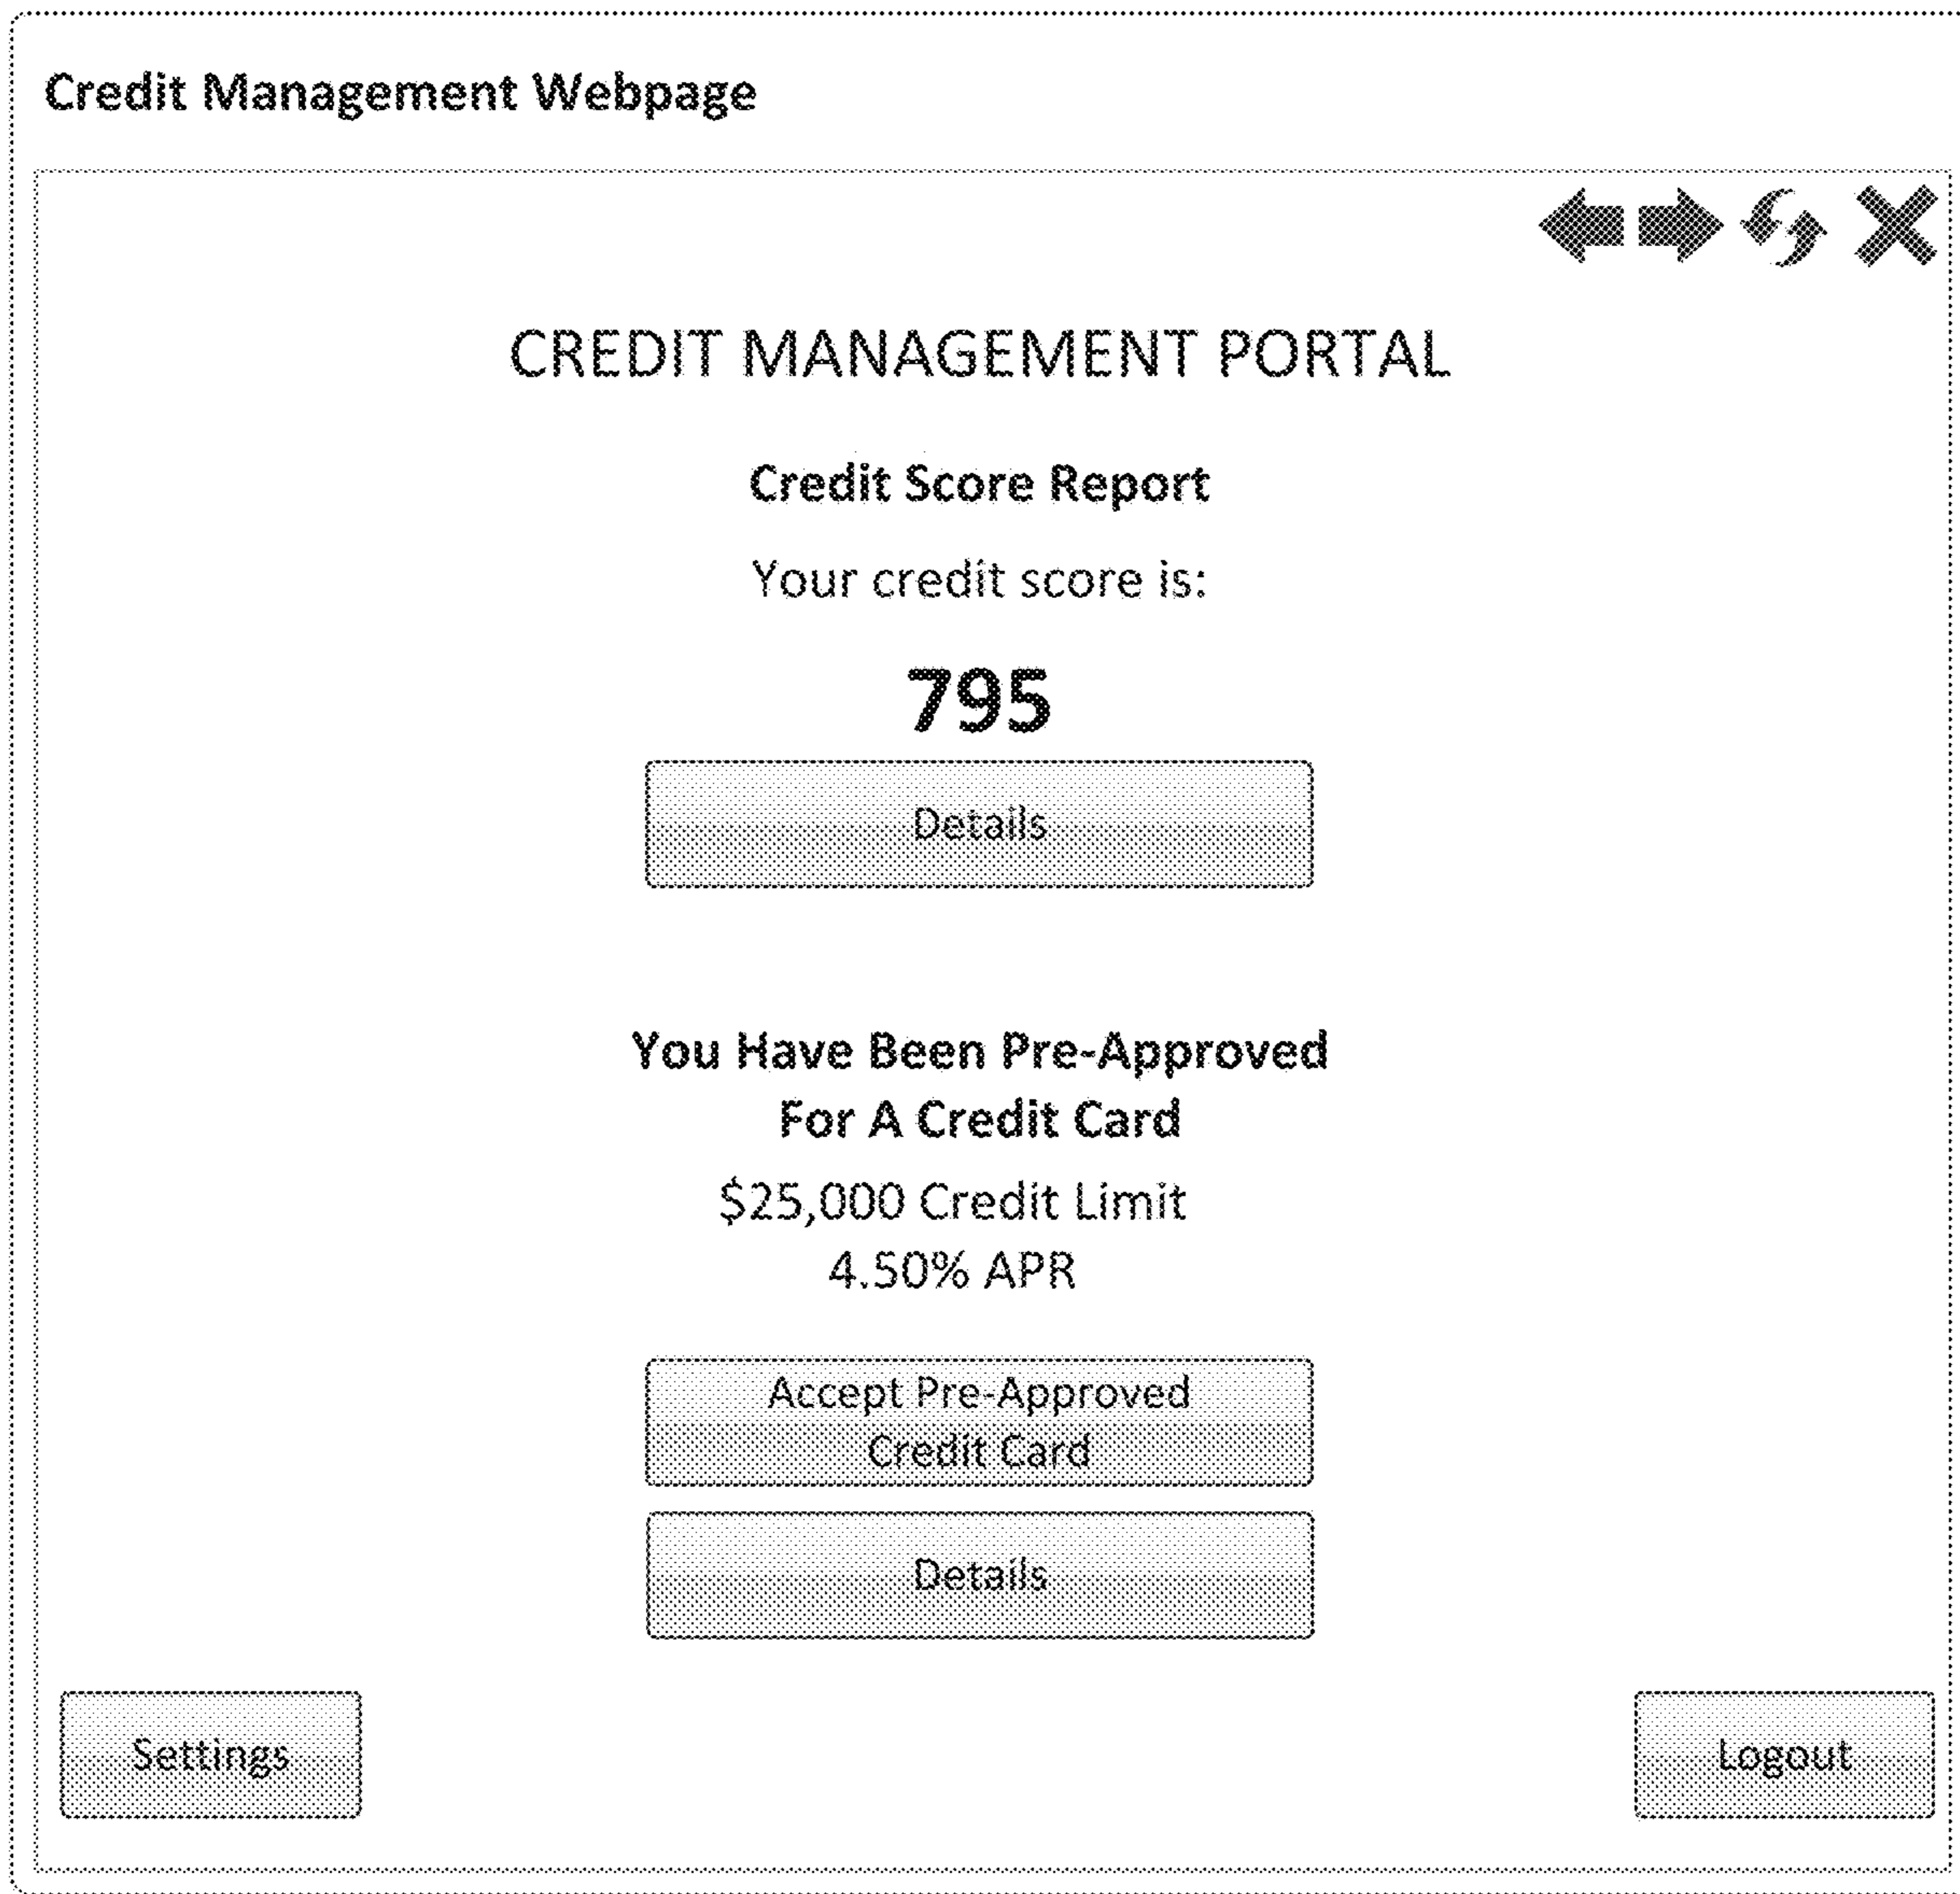 Credit Management Webpage
CREDIT MANAGEMENT PORTAL
Credit Score Report
Your credit score is:
795
Details
You Have Been Pre-Approved
For A Credit Card
$25,000 Credit Limit
4.50% APR
Accept Pre-Approved
Credit Card
Details
Settings
Logout